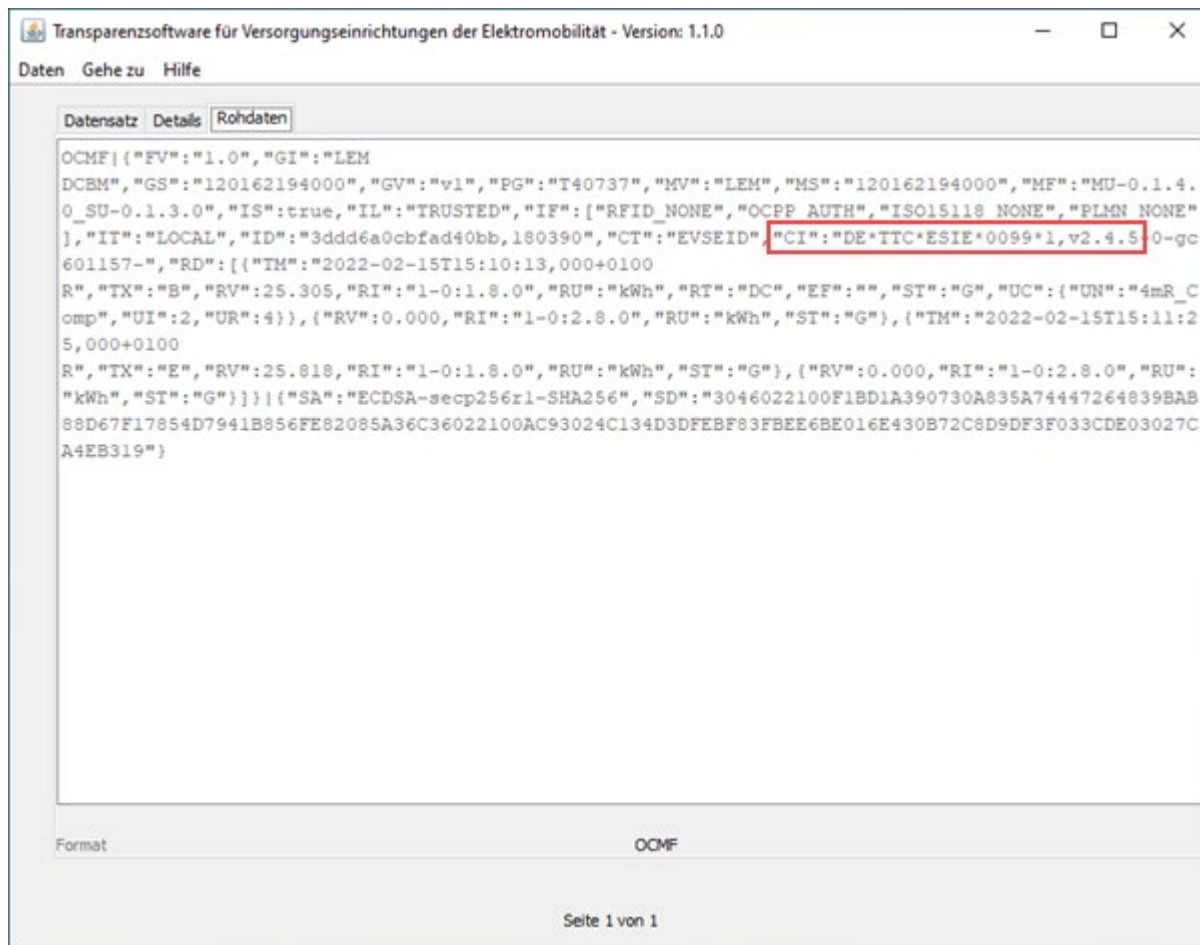 Transparenzsoftware für Versorgungseinrichtungen der Elektromobilität - Version: 1.1.0
Daten Gehe zu Hilfe
Datensatz Details Rohdaten
OCMF|{"FV":"1.0","GI":"LEM
DCBM","GS":"120162194000","GV":"v1","PG":"T40737","MV":"LEM","MS":"120162194000","MF":"MU-0.1.4.
0_SU-0.1.3.0","IS":true,"IL":"TRUSTED","IF":["RFID_NONE","OCPP_AUTH","ISO15118_NONE","PLMN_NONE"
],"IT":"LOCAL","ID":"3ddd6a0cbfad40bb,180390","CT":"EVSEID","CI":"DE*TTC*ESIE*0099*1,v2.4.5-0-gc
601157-","RD":[{"TM":"2022-02-15T15:10:13,000+0100
R","TX":"B","RV":25.305,"RI":"1-0:1.8.0","RU":"kWh","RT":"DC","EF":"","ST":"G","UC":{"UN":"4mR_C
omp","UI":2,"UR":4}},{"RV":0.000,"RI":"1-0:2.8.0","RU":"kWh","ST":"G"},{"TM":"2022-02-15T15:11:2
5,000+0100
R","TX":"E","RV":25.818,"RI":"1-0:1.8.0","RU":"kWh","ST":"G"},{"RV":0.000,"RI":"1-0:2.8.0","RU":
"kWh","ST":"G"}]}|{"SA":"ECDSA-secp256r1-SHA256","SD":"3046022100F1BD1A390730A835A74447264839BAB
88D67F17854D7941B856FE82085A36C36022100AC93024C134D3DFEBF83FBEE6BE016E430B72C8D9DF3F033CDE03027C
A4EB319"}
Format OCMF
Seite 1 von 1